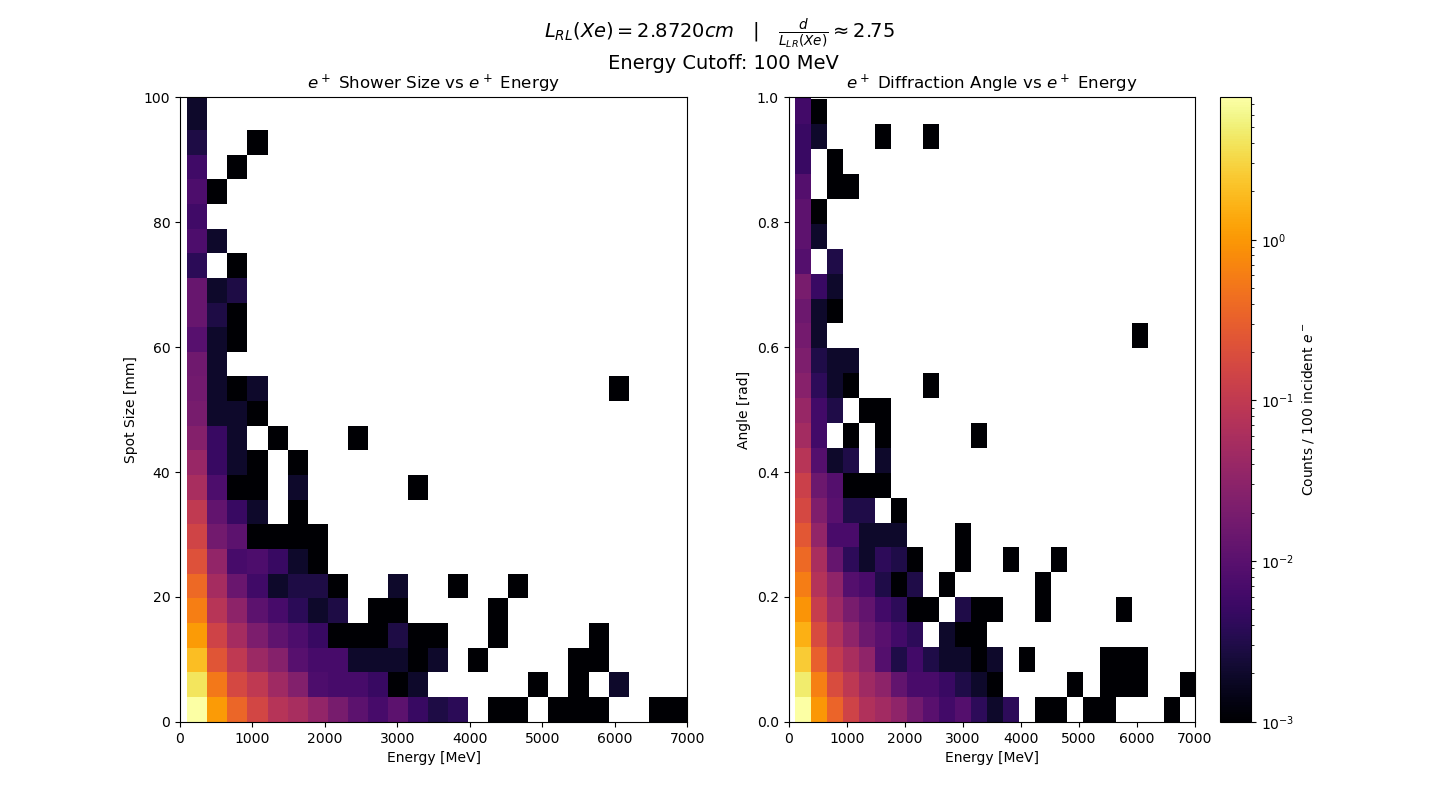 L_{RL}(Xe) = 2.8720cm | \frac{d}{L_{LR}(Xe)} ≈ 2.75
Energy Cutoff: 100 MeV
e⁺ Shower Size vs e⁺ Energy
100
80
60
40
20
0
Spot Size [mm]
0 1000 2000 3000 4000 5000 6000 7000
Energy [MeV]
e⁺ Diffraction Angle vs e⁺ Energy
1.0
0.8
0.6
0.4
0.2
0.0
Angle [rad]
0 1000 2000 3000 4000 5000 6000 7000
Energy [MeV]
10⁰
10⁻¹
10⁻²
10⁻³
Counts / 100 incident e⁻